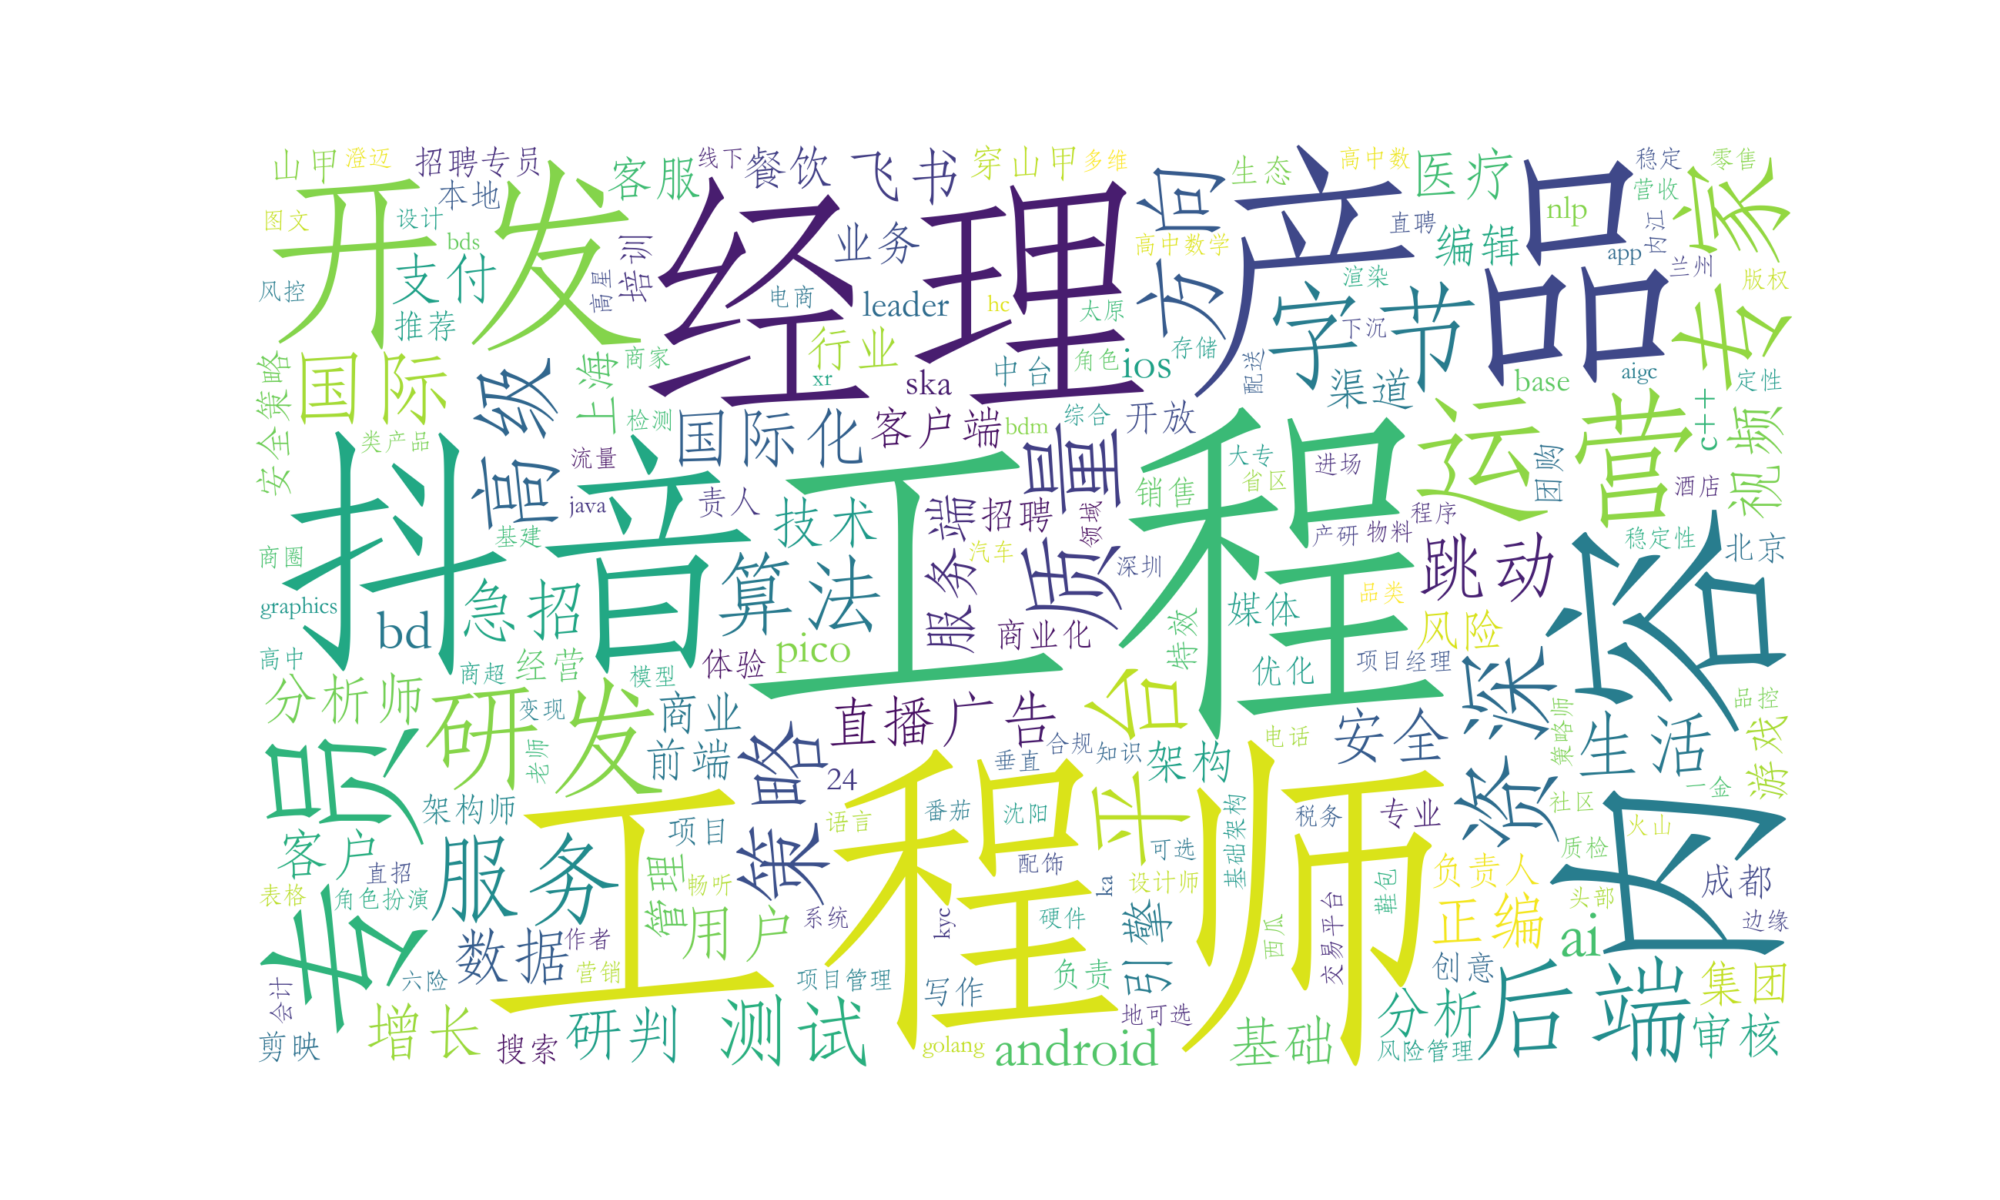 山甲
澄迈
招聘专员
客服
线下
餐饮
飞书
穿山甲
多维
方向
生态
高中数
医疗
稳定
零售
专家
图文
设计
本地
开发
经理
产品
营收
bds
支付
培训
业务
电商
leader
hc
高中数学
直聘
编辑
nlp
app
内江
兰州
版权
风控
推荐
高星
行业
太原
渲染
字节
下沉
国际
高级
上海
商家
xr
ska
中台
角色
ios
存储
配送
渠道
base
aigc
定性
安全策略
类产品
检测
国际化
客户端
bdm
综合
开放
质量
大专
进场
运营
团购
c++
视频
流量
抖音
工程
销售
省区
酒店
java
责人
技术
服务端
招聘
领域
产研
物料
程序
稳定性
北京
商圈
基建
汽车
深圳
跳动
内容
graphics
bd
急招
算法
pico
商业化
特效
媒体
品类
风险
资深
高中
商超
经营
模型
体验
优化
项目经理
分析师
变现
研发
商业
直播
广告
平台
电话
安全
策略师
生活
品控
游戏
专员
老师
前端
策略
24
垂直
合规
知识
架构
架构师
项目
语言
番茄
沈阳
基础架构
税务
专业
社区
一金
客户
直招
服务
工程师
管理
畅听
配饰
ka
可选
设计师
鞋包
负责人
质检
火山
成都
表格
角色扮演
用户
系统
kyc
硬件
引擎
西瓜
交易平台
正编
头部
边缘
数据
作者
ai
会计
六险
营销
项目管理
写作
负责
地可选
创意
后端
集团
剪映
增长
搜索
研判
测试
golang
android
基础
分析
风险管理
审核